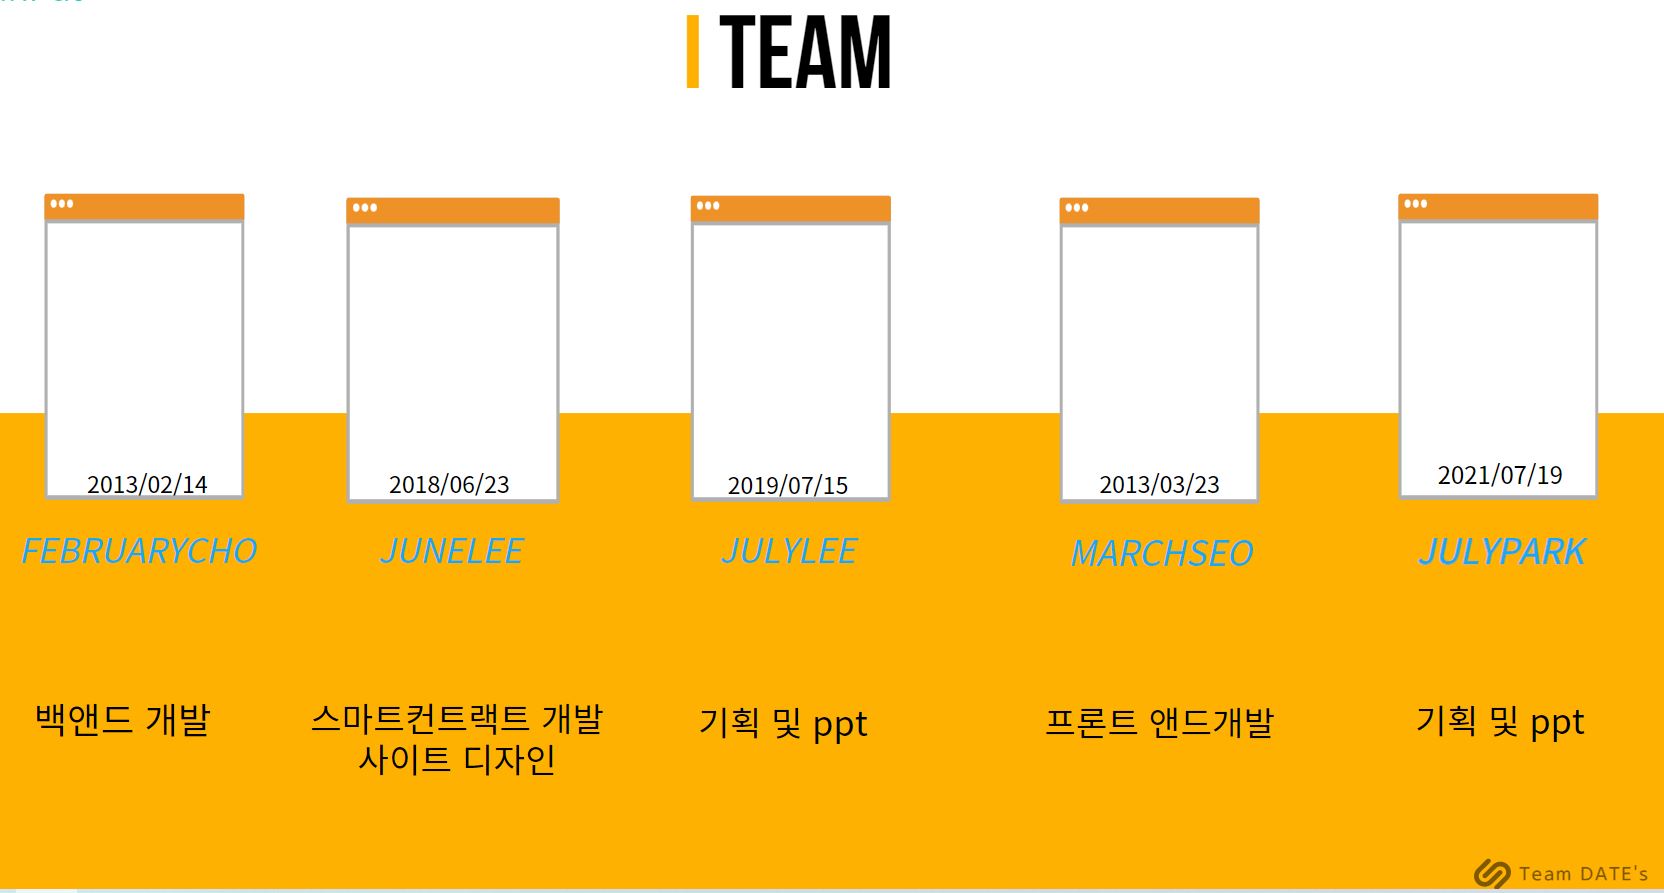 TEAM
2013/02/14
2018/06/23
2019/07/15
2013/03/23
2021/07/19
FEBRUARYCHO
JUNELEE
JULYLEE
MARCHSEO
JULYPARK
백앤드 개발
스마트컨트랙트 개발
사이트 디자인
기획 및 ppt
프론트 앤드개발
기획 및 ppt
Team DATE's